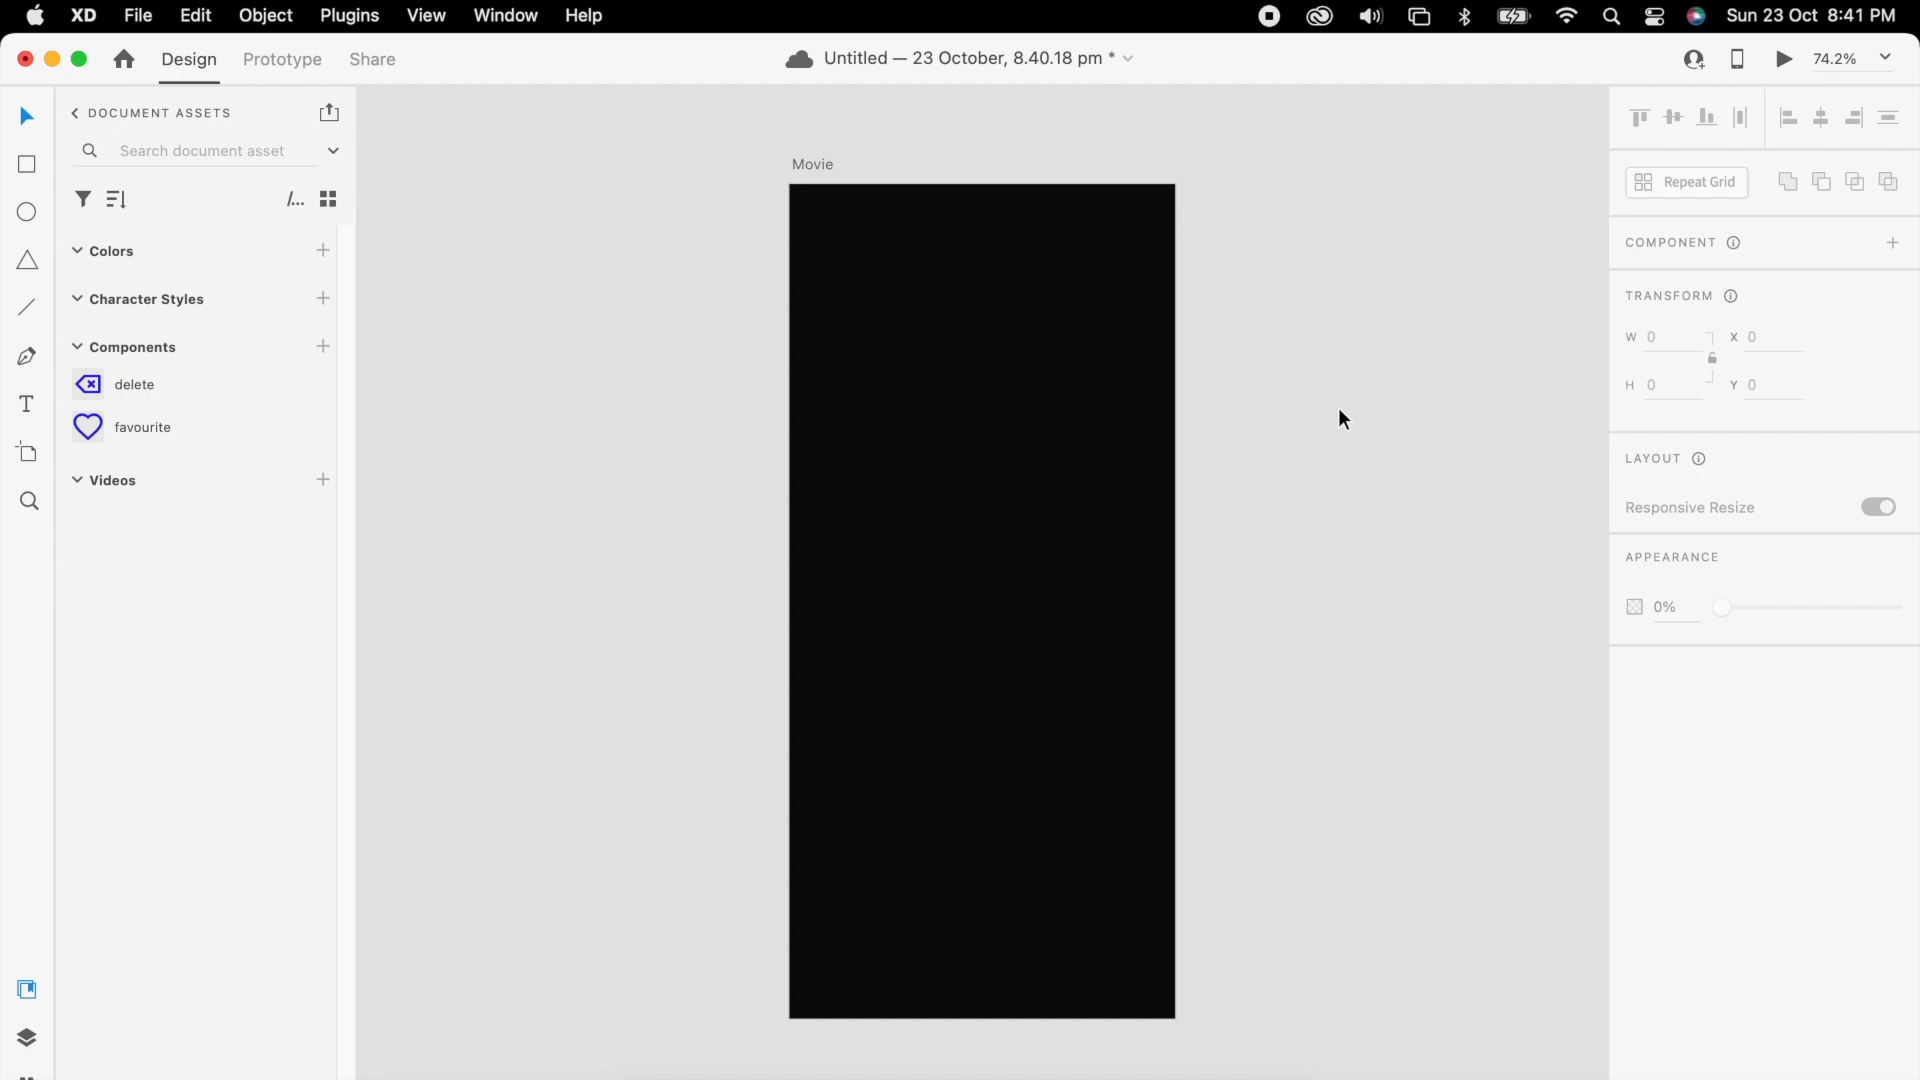 XD File Edit Object Plugins View Window Help Sun 23 Oct 8:41 PM
Design Prototype Share Untitled — 23 October, 8.40.18 pm * 74.2%
DOCUMENT ASSETS
Search document asset
/...
Colors
Character Styles
Components
delete
favourite
Videos
Movie
Repeat Grid
COMPONENT
TRANSFORM
W 0 X 0
H 0 Y 0
LAYOUT
Responsive Resize
APPEARANCE
0%